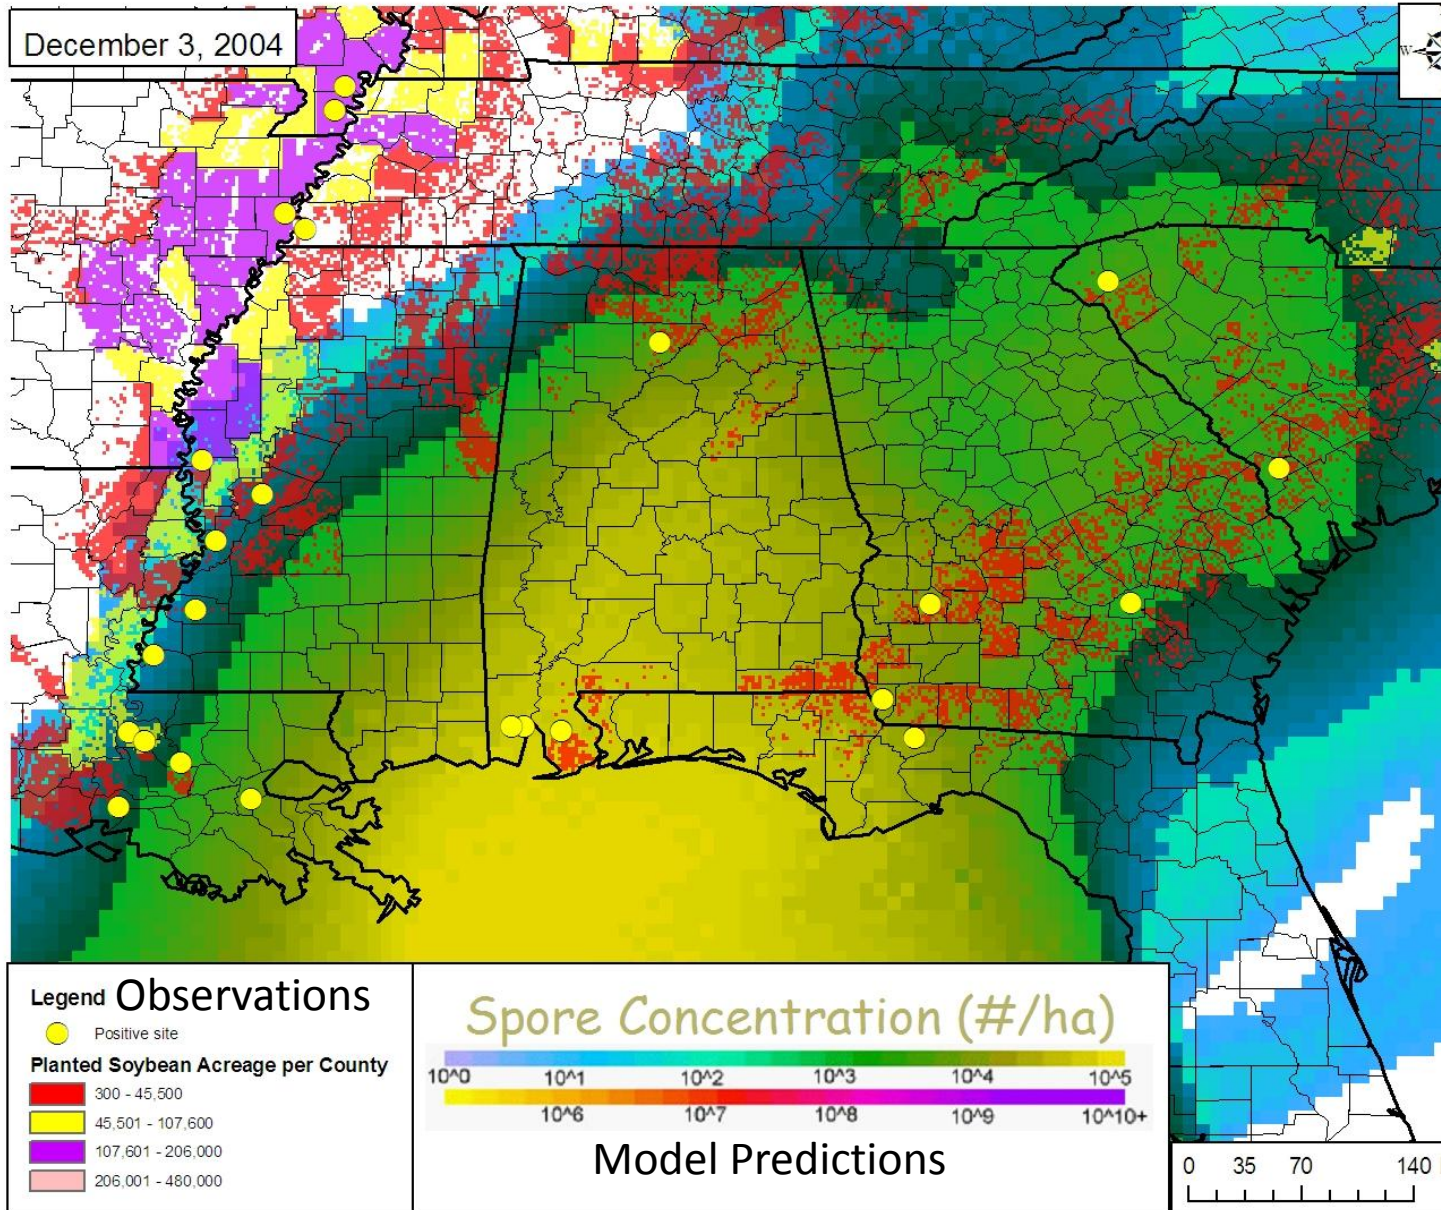 December 3, 2004
W
Legend Observations
Positive site
Planted Soybean Acreage per County
300 - 45,500
45,501 - 107,600
107,601 - 206,000
206,001 - 480,000
Spore Concentration (#/ha)
10^0 10^1 10^2 10^3 10^4 10^5
10^6 10^7 10^8 10^9 10^10+
Model Predictions
0 35 70 140